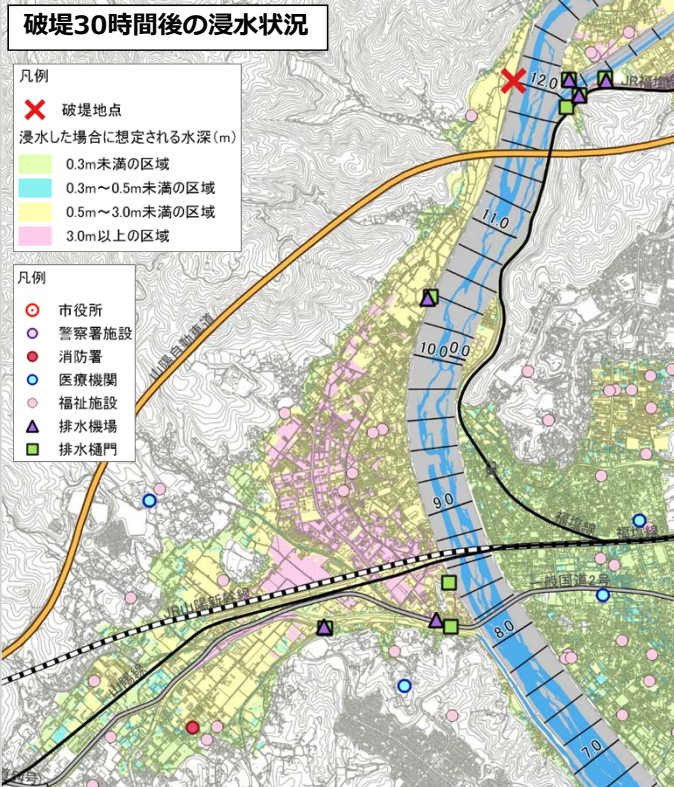 破堤30時間後の浸水状況
凡例
破堤地点
浸水した場合に想定される水深(m)
0.3m未満の区域
0.3m～0.5m未満の区域
0.5m～3.0m未満の区域
3.0m以上の区域
凡例
市役所
警察署施設
消防署
医療機関
福祉施設
排水機場
排水樋門
12.0
JR福塩線
11.0
山陽自動車道
10.0
0.0
9.0
福塩線
福塩線
JR山陽新幹線
一般国道2号
8.0
山陽線
7.0